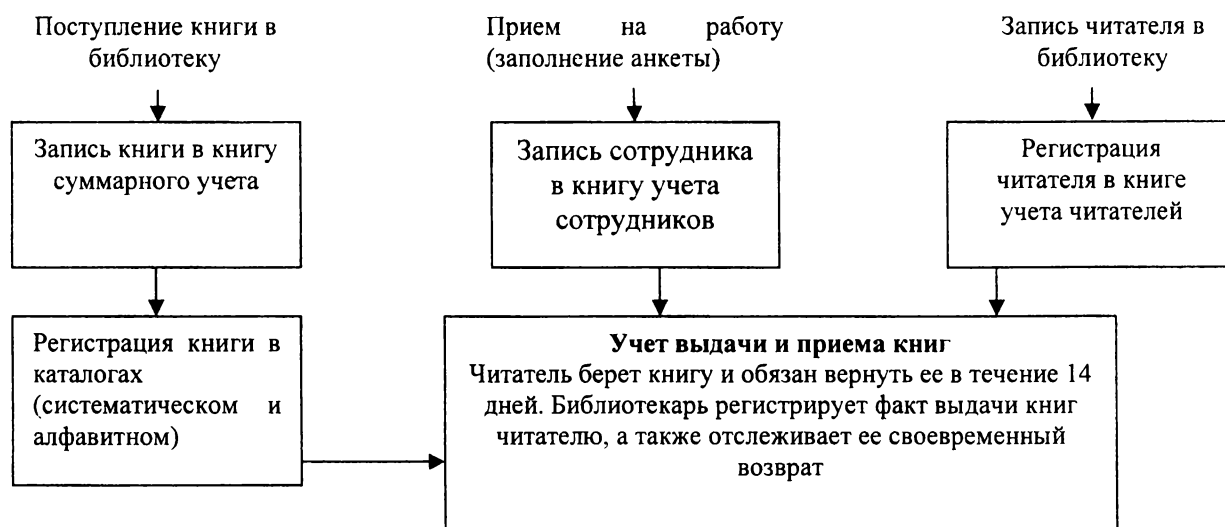 Поступление книги в
библиотеку
Прием на работу
(заполнение анкеты)
Запись читателя в
библиотеку
Запись книги в книгу
суммарного учета
Запись сотрудника
в книгу учета
сотрудников
Регистрация
читателя в книге
учета читателей
Регистрация книги в
каталогах
(систематическом и
алфавитном)
Учет выдачи и приема книг
Читатель берет книгу и обязан вернуть ее в течение 14
дней. Библиотекарь регистрирует факт выдачи книг
читателю, а также отслеживает ее своевременный
возврат